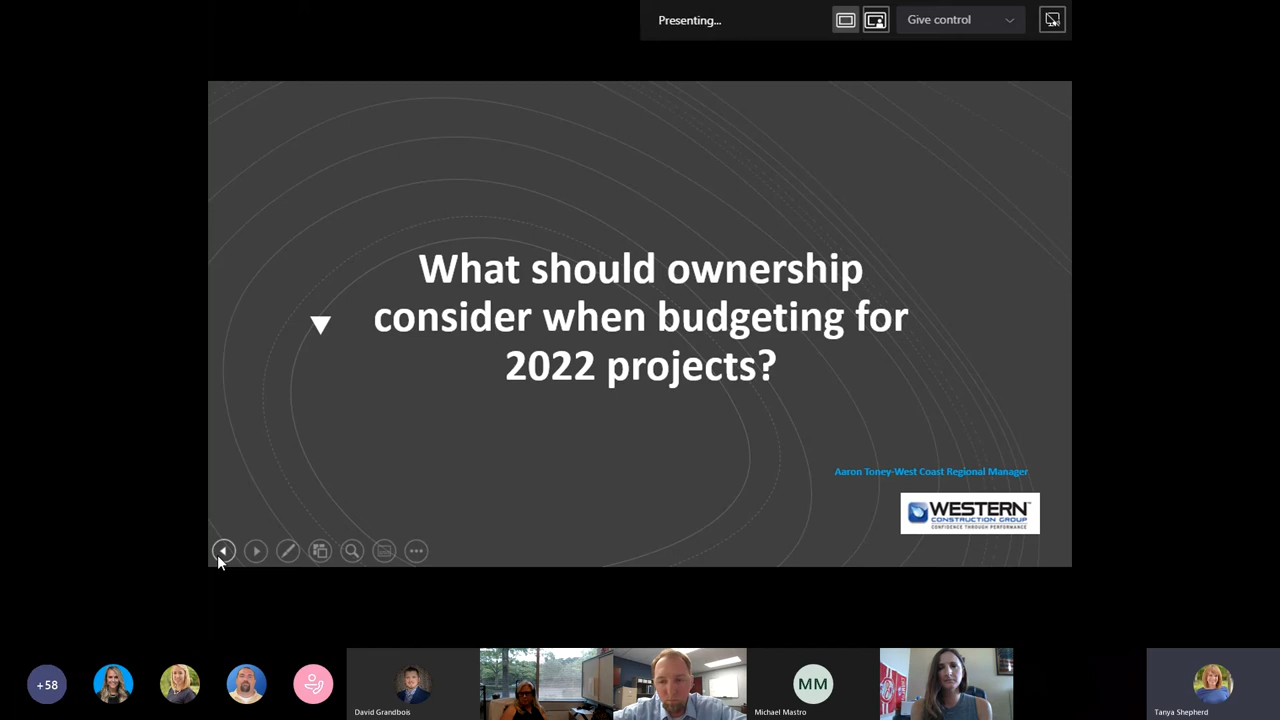 Presenting...
Give control
What should ownership
consider when budgeting for
2022 projects?
Aaron Toney-West Coast Regional Manager
WESTERN™
CONSTRUCTION GROUP
CONFIDENCE THROUGH PERFORMANCE
+58
David Grandbois
MM
Michael Mastro
Tanya Shepherd